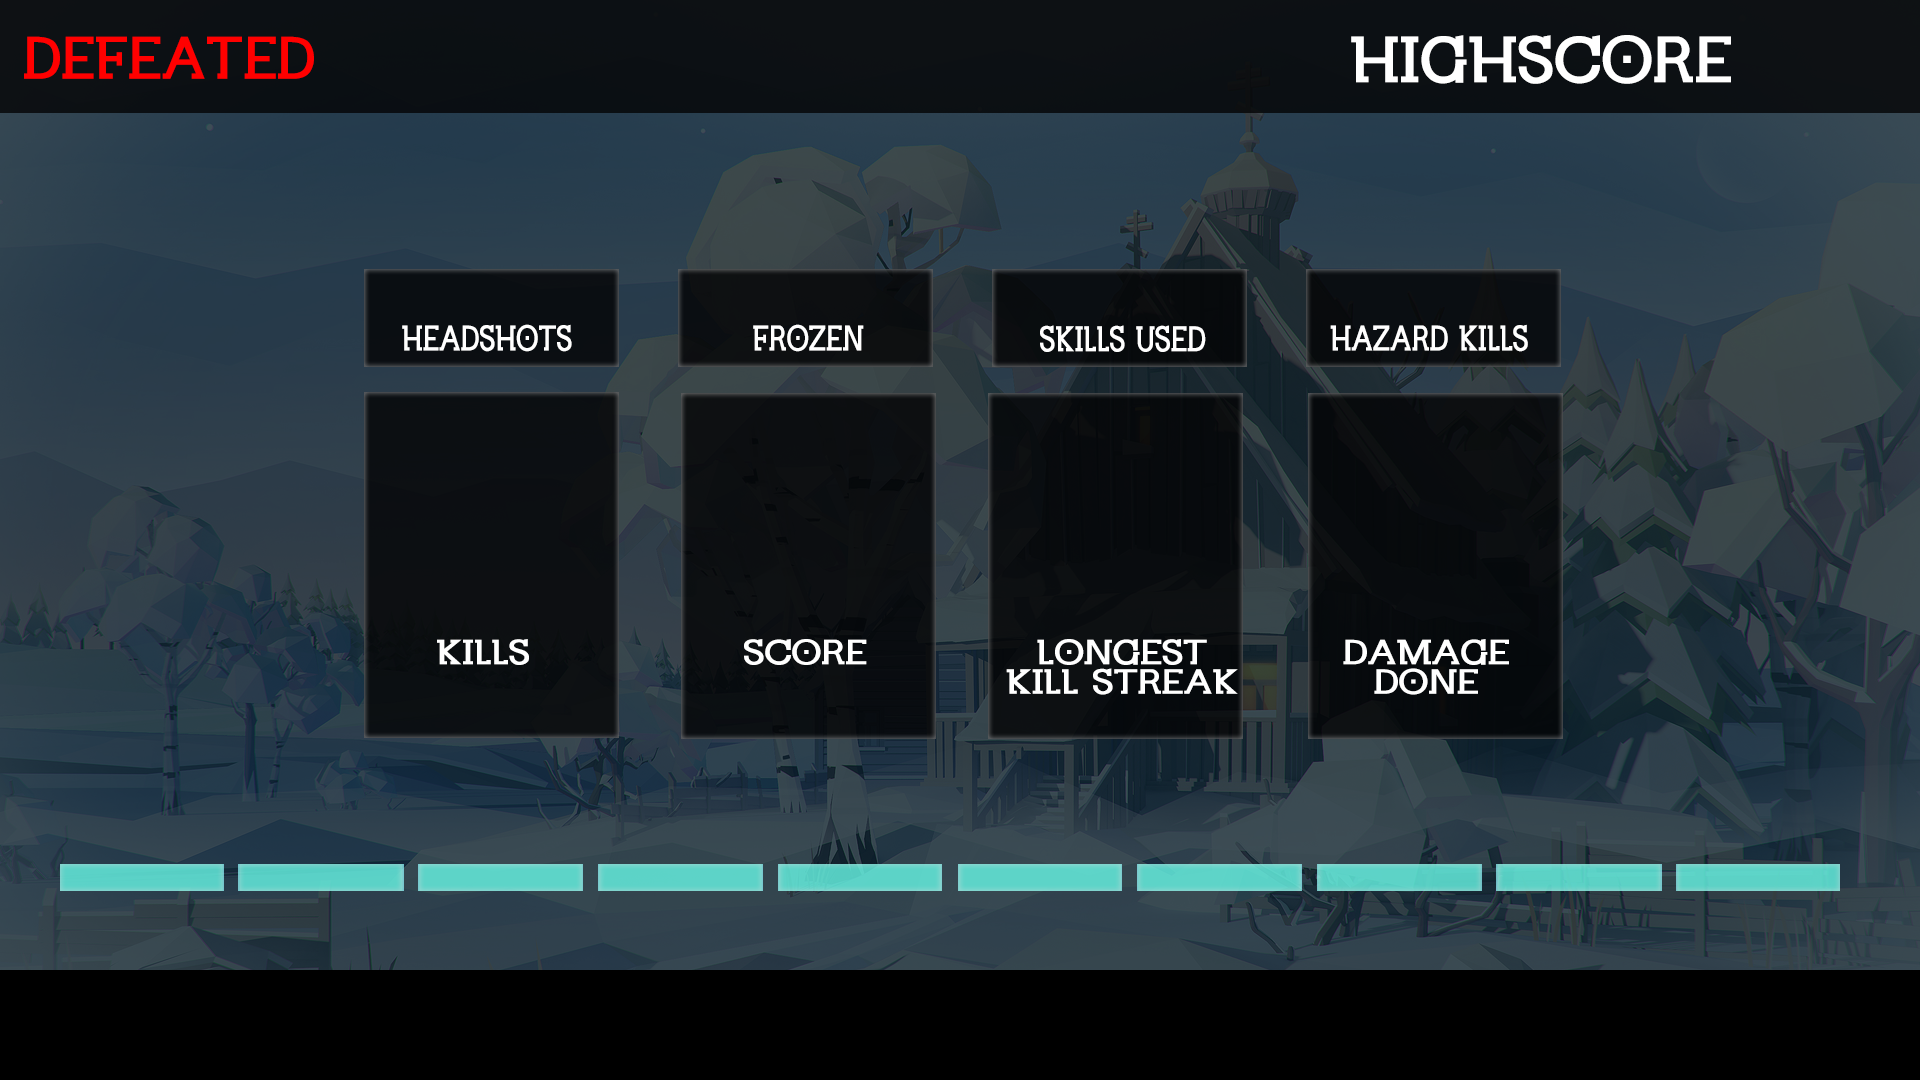 DEFEATED
HIGHSCORE
HEADSHOTS
FROZEN
SKILLS USED
HAZARD KILLS
KILLS
SCORE
LONGEST
KILL STREAK
DAMAGE
DONE